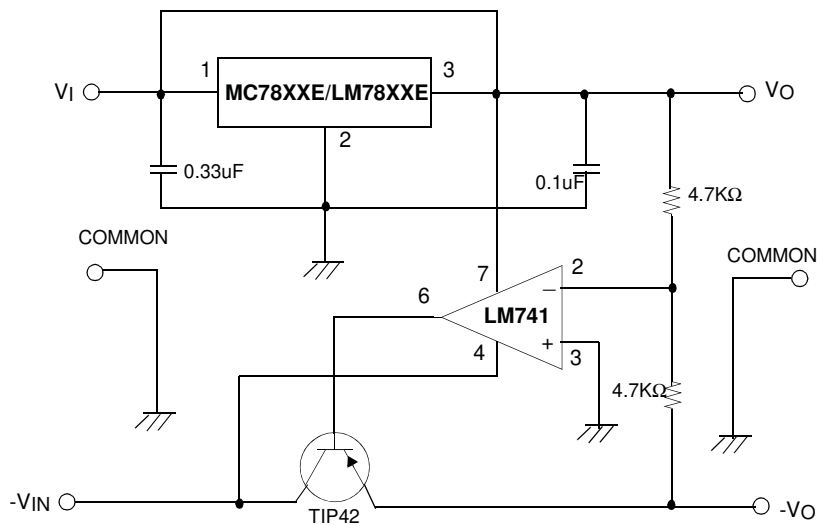 1
MC78XXE/LM78XXE
3
VI
VO
2
0.33uF
0.1uF
4.7KΩ
COMMON
COMMON
7
2
6
LM741
−
+
4
3
4.7KΩ
-VIN
TIP42
-VO